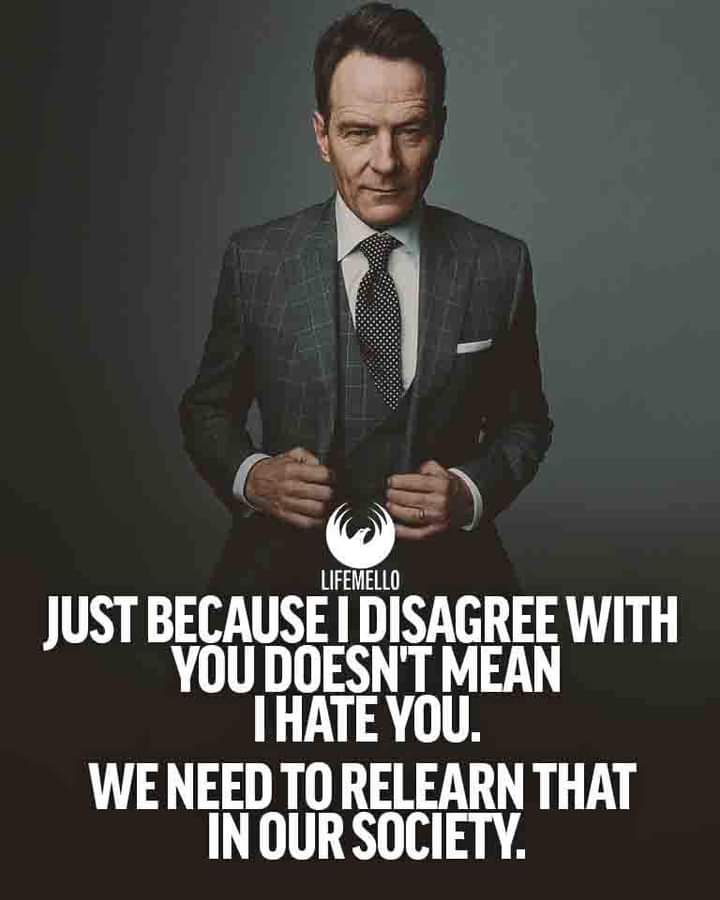 LIFEMELLO
JUST BECAUSE I DISAGREE WITH
YOU DOESN'T MEAN
I HATE YOU.
WE NEED TO RELEARN THAT
IN OUR SOCIETY.